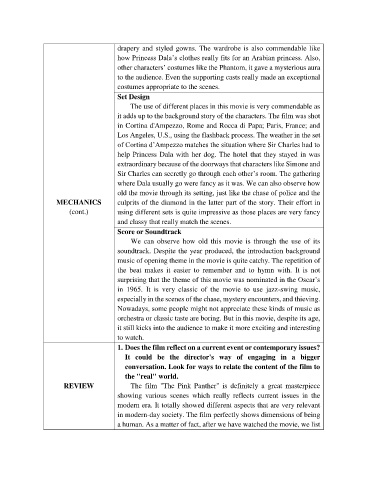 drapery and styled gowns. The wardrobe is also commendable like
how Princess Dala's clothes really fits for an Arabian princess. Also,
other characters' costumes like the Phantom, it gave a mysterious aura
to the audience. Even the supporting casts really made an exceptional
costumes appropriate to the scenes.
Set Design
The use of different places in this movie is very commendable as
it adds up to the background story of the characters. The film was shot
in Cortina d'Ampezzo, Rome and Rocca di Papa; Paris, France; and
Los Angeles, U.S., using the flashback process. The weather in the set
of Cortina d'Ampezzo matches the situation where Sir Charles had to
help Princess Dala with her dog. The hotel that they stayed in was
extraordinary because of the doorways that characters like Simone and
Sir Charles can secretly go through each other's room. The gathering
where Dala usually go were fancy as it was. We can also observe how
old the movie through its setting, just like the chase of police and the
MECHANICS
(cont.)
culprits of the diamond in the latter part of the story. Their effort in
using different sets is quite impressive as those places are very fancy
and classy that really match the scenes.
Score or Soundtrack
We can observe how old this movie is through the use of its
soundtrack. Despite the year produced, the introduction background
music of opening theme in the movie is quite catchy. The repetition of
the beat makes it easier to remember and to hymn with. It is not
surprising that the theme of this movie was nominated in the Oscar's
in 1965. It is very classic of the movie to use jazz-swing music,
especially in the scenes of the chase, mystery encounters, and thieving.
Nowadays, some people might not appreciate these kinds of music as
orchestra or classic taste are boring. But in this movie, despite its age,
it still kicks into the audience to make it more exciting and interesting
to watch.
REVIEW
1. Does the film reflect on a current event or contemporary issues?
It could be the director's way of engaging in a bigger
conversation. Look for ways to relate the content of the film to
the "real" world.
The film "The Pink Panther" is definitely a great masterpiece
showing various scenes which really reflects current issues in the
modern era. It totally showed different aspects that are very relevant
in modern-day society. The film perfectly shows dimensions of being
a human. As a matter of fact, after we have watched the movie, we list